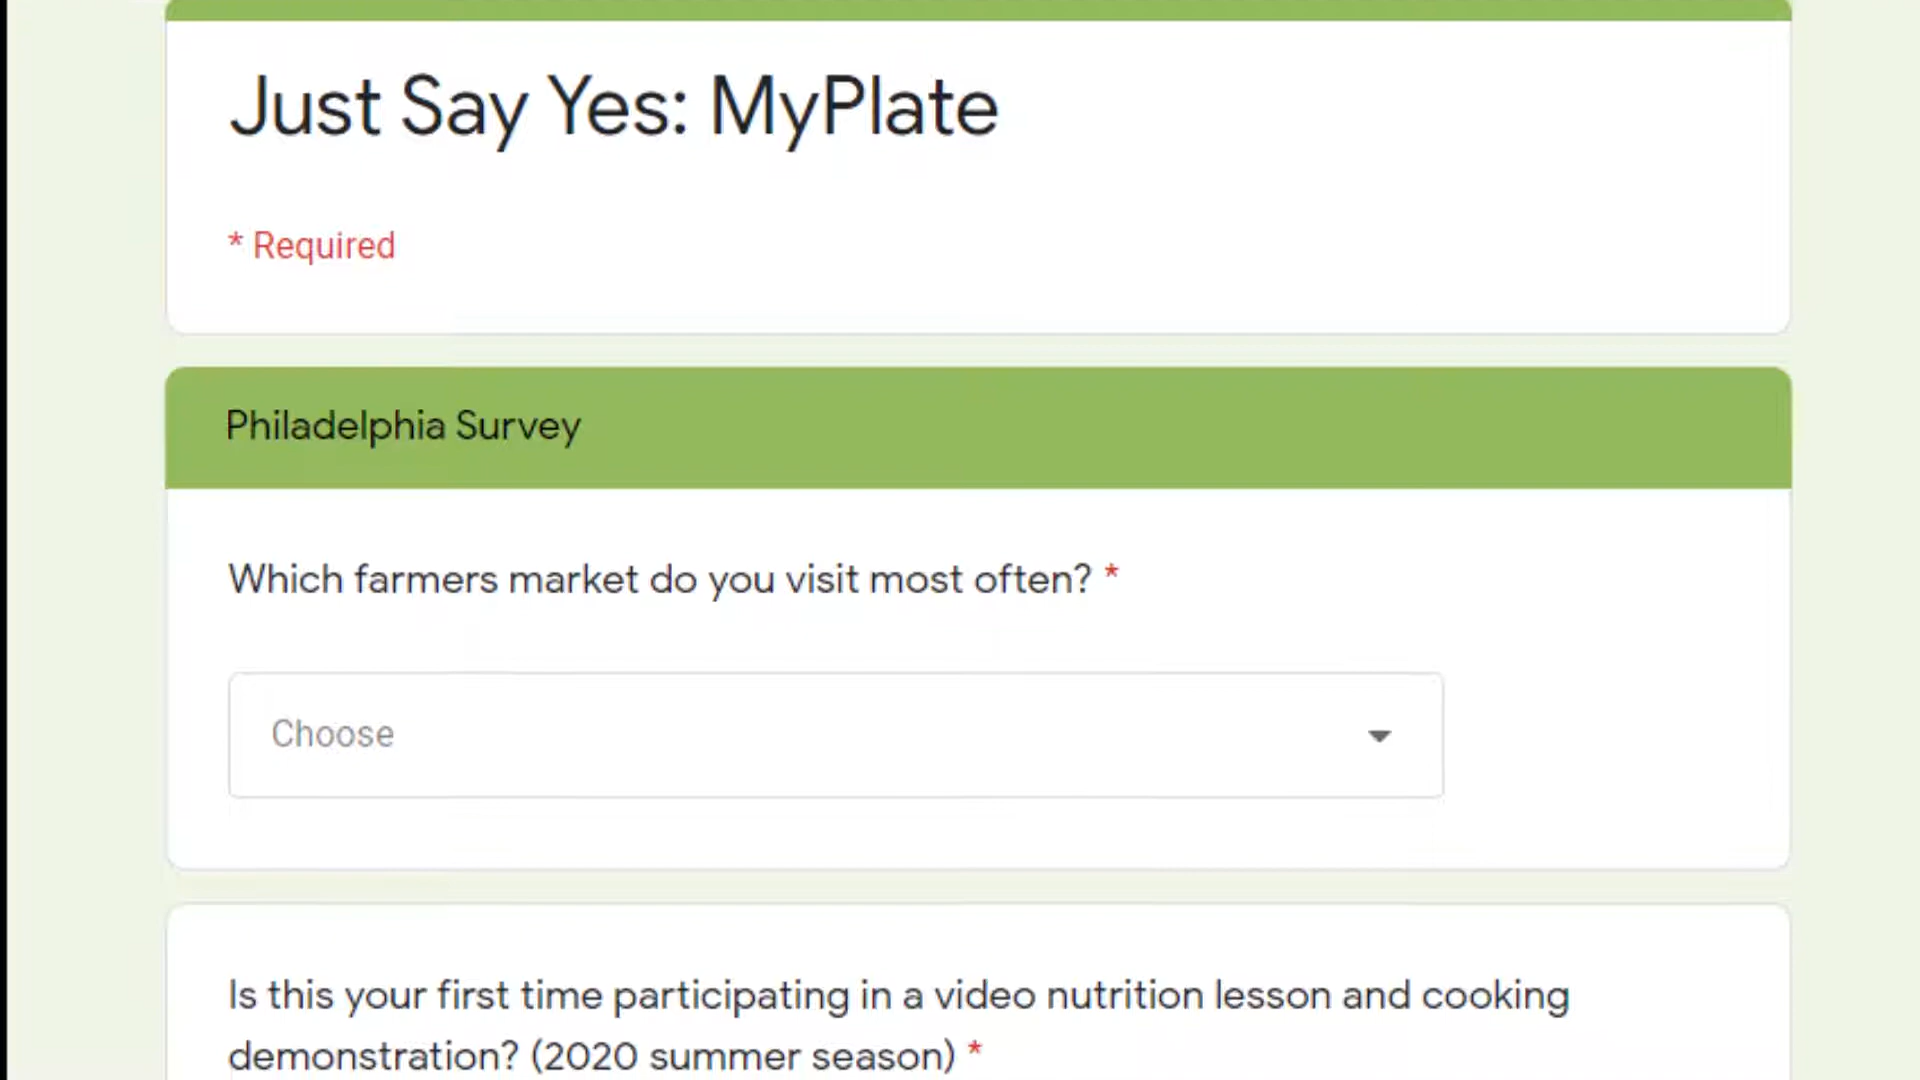 Just Say Yes: MyPlate
* Required
Philadelphia Survey
Which farmers market do you visit most often? *
Choose
Is this your first time participating in a video nutrition lesson and cooking
demonstration? (2020 summer season) *